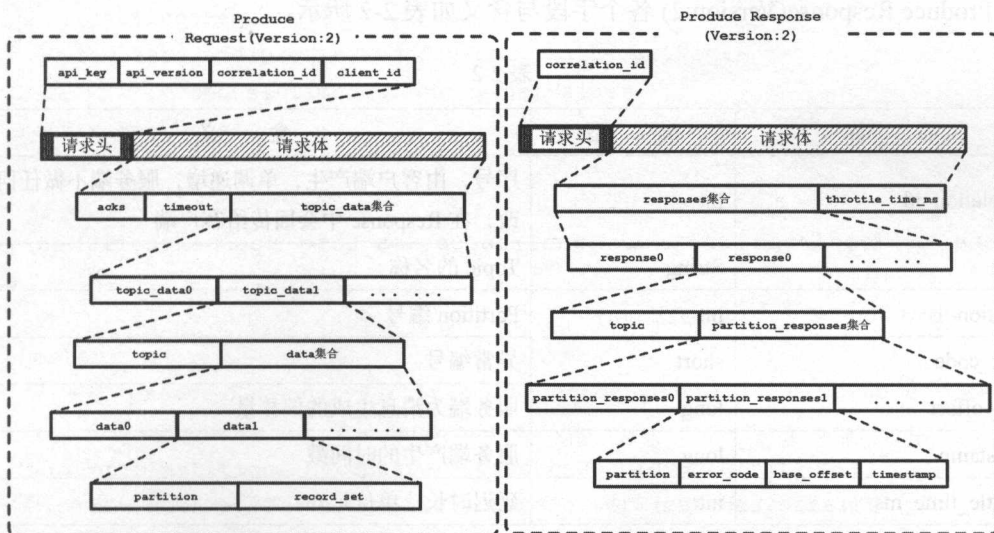 Produce
Request(Version:2)
api_key api_version correlation_id client_id
请求头 请求体
acks timeout topic_data集合
topic_data0 topic_data1 ........
topic data集合
data0 data1 ........
partition record_set
Produce Response
(Version:2)
correlation_id
请求头 请求体
responses集合 throttle_time_ms
response0 response0 ........
topic partition_responses集合
partition_responses0 partition_responses1 ........
partition error_code base_offset timestamp